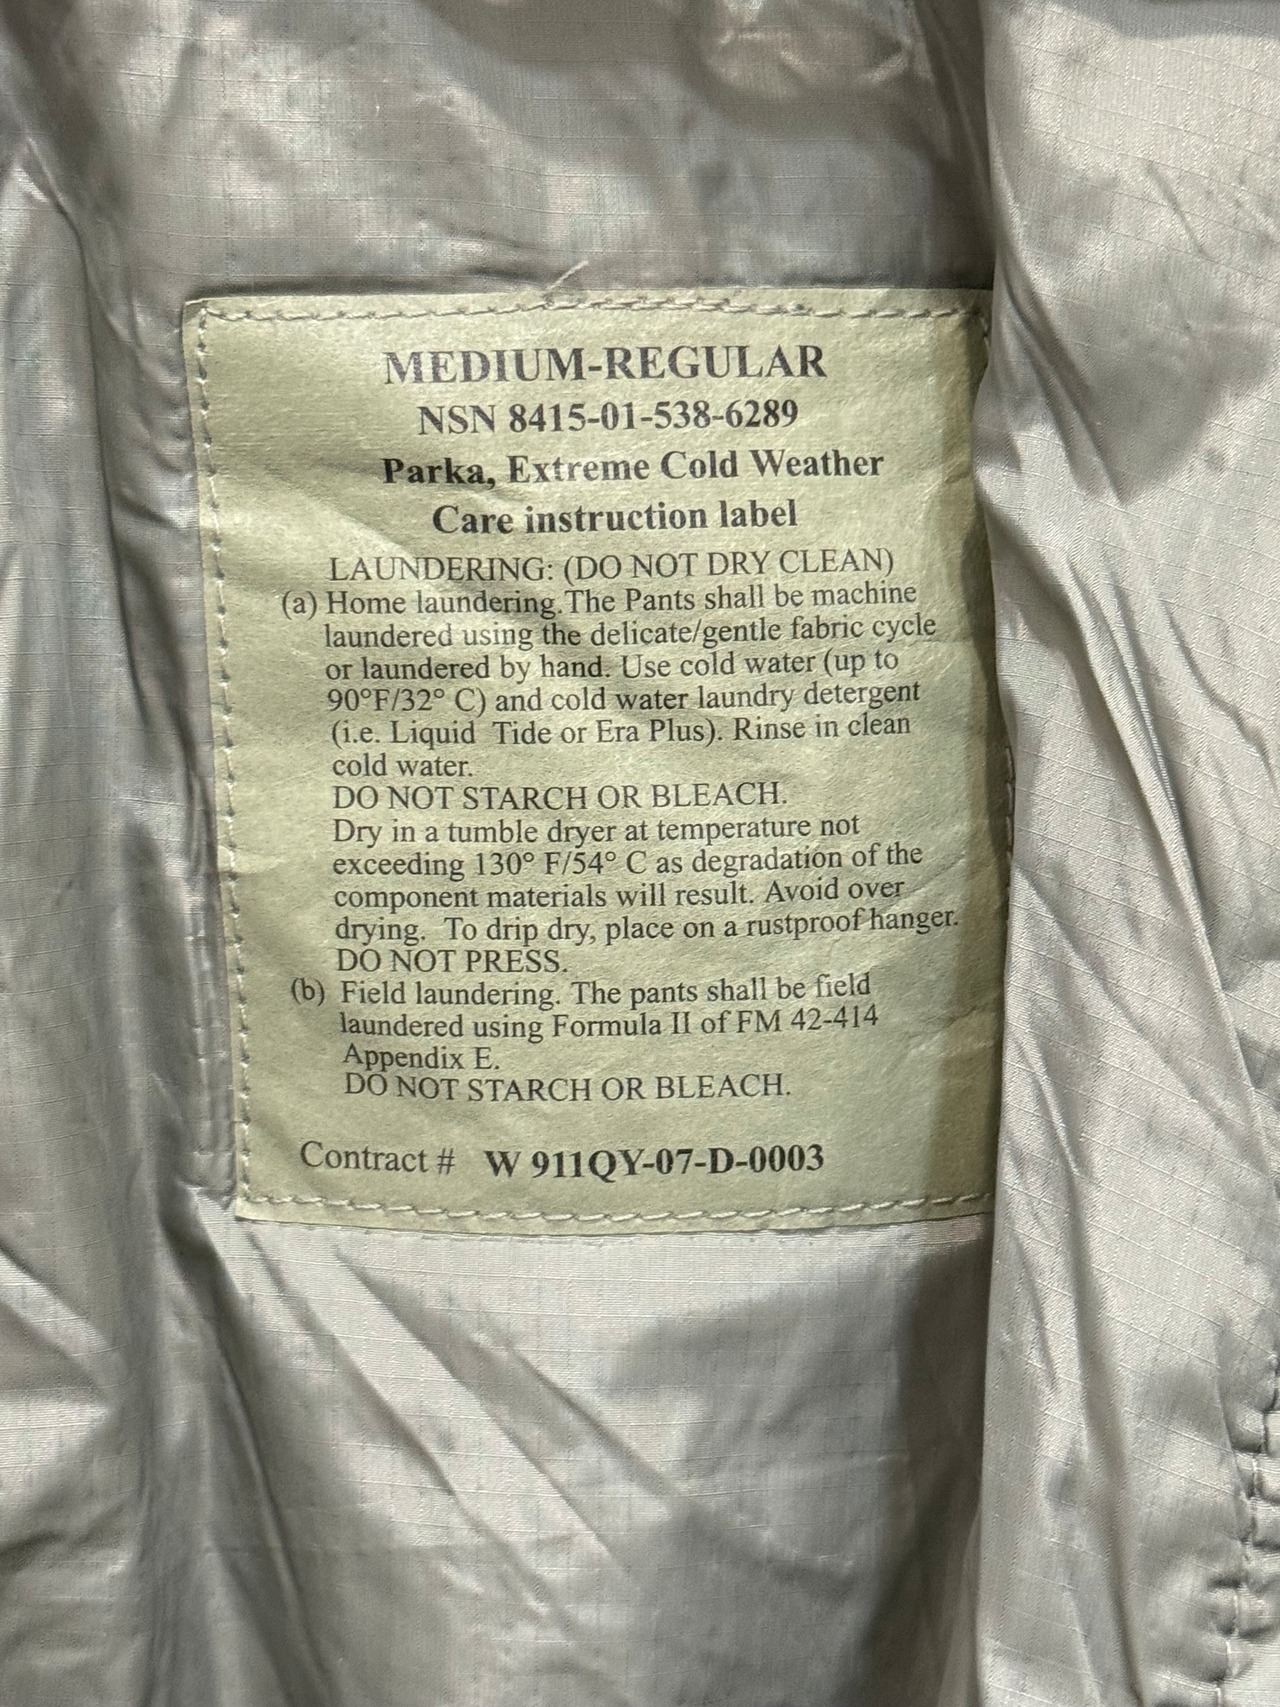 MEDIUM-REGULAR
NSN 8415-01-538-6289
Parka, Extreme Cold Weather
Care instruction label
LAUNDERING: (DO NOT DRY CLEAN)
(a) Home laundering.The Pants shall be machine
laundered using the delicate/gentle fabric cycle
or laundered by hand. Use cold water (up to
90°F/32° C) and cold water laundry detergent
(i.e. Liquid Tide or Era Plus). Rinse in clean
cold water.
DO NOT STARCH OR BLEACH.
Dry in a tumble dryer at temperature not
exceeding 130° F/54° C as degradation of the
component materials will result. Avoid over
drying. To drip dry, place on a rustproof hanger.
DO NOT PRESS.
(b) Field laundering. The pants shall be field
laundered using Formula II of FM 42-414
Appendix E.
DO NOT STARCH OR BLEACH.
Contract # W 911QY-07-D-0003